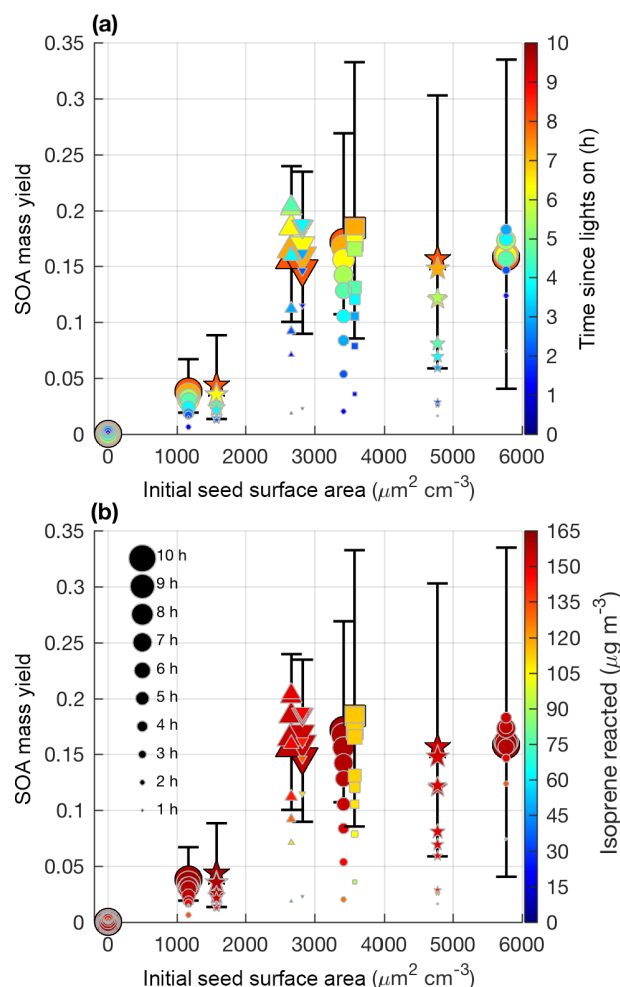 (a)
0.35
0.3
0.25
0.2
0.15
0.1
0.05
0
SOA mass yield
0 1000 2000 3000 4000 5000 6000
Initial seed surface area (μm² cm⁻³)
10
9
8
7
6
5
4
3
2
1
0
Time since lights on (h)
(b)
0.35
0.3
0.25
0.2
0.15
0.1
0.05
0
SOA mass yield
10 h
9 h
8 h
7 h
6 h
5 h
4 h
3 h
2 h
1 h
0 1000 2000 3000 4000 5000 6000
Initial seed surface area (μm² cm⁻³)
165
150
135
120
105
90
75
60
45
30
15
0
Isoprene reacted (μg m⁻³)